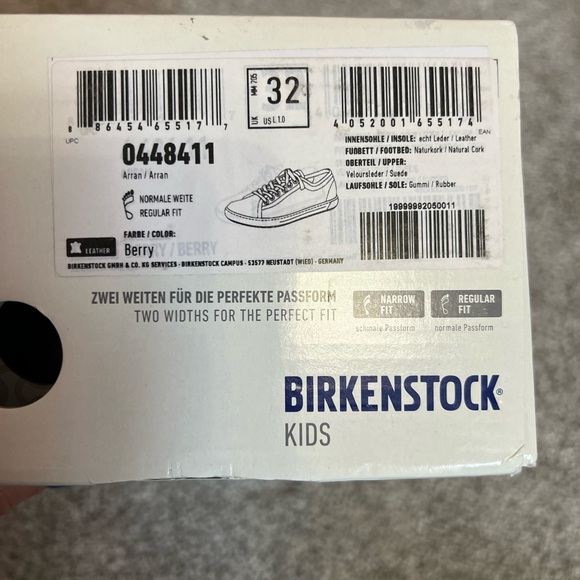 8 86454 65517 7
UPC
MM 205
32
UK
US L 1.0
4 052001 655174
EAN
0448411
Arran / Arran
NORMALE WEITE
REGULAR FIT
FARBE / COLOR:
Berry
LEATHER
INNENSOHLE / INSOLE: echt Leder / Leather
FUßBETT / FOOTBED: Naturkork / Natural Cork
OBERTEIL / UPPER:
Veloursleder / Suede
LAUFSOHLE / SOLE: Gummi / Rubber
19999992050011
BIRKENSTOCK GMBH & CO. KG SERVICES · BIRKENSTOCK CAMPUS · 53577 NEUSTADT (WIED) · GERMANY
ZWEI WEITEN FÜR DIE PERFEKTE PASSFORM
TWO WIDTHS FOR THE PERFECT FIT
NARROW
FIT
schmale Passform
REGULAR
FIT
normale Passform
BIRKENSTOCK®
KIDS